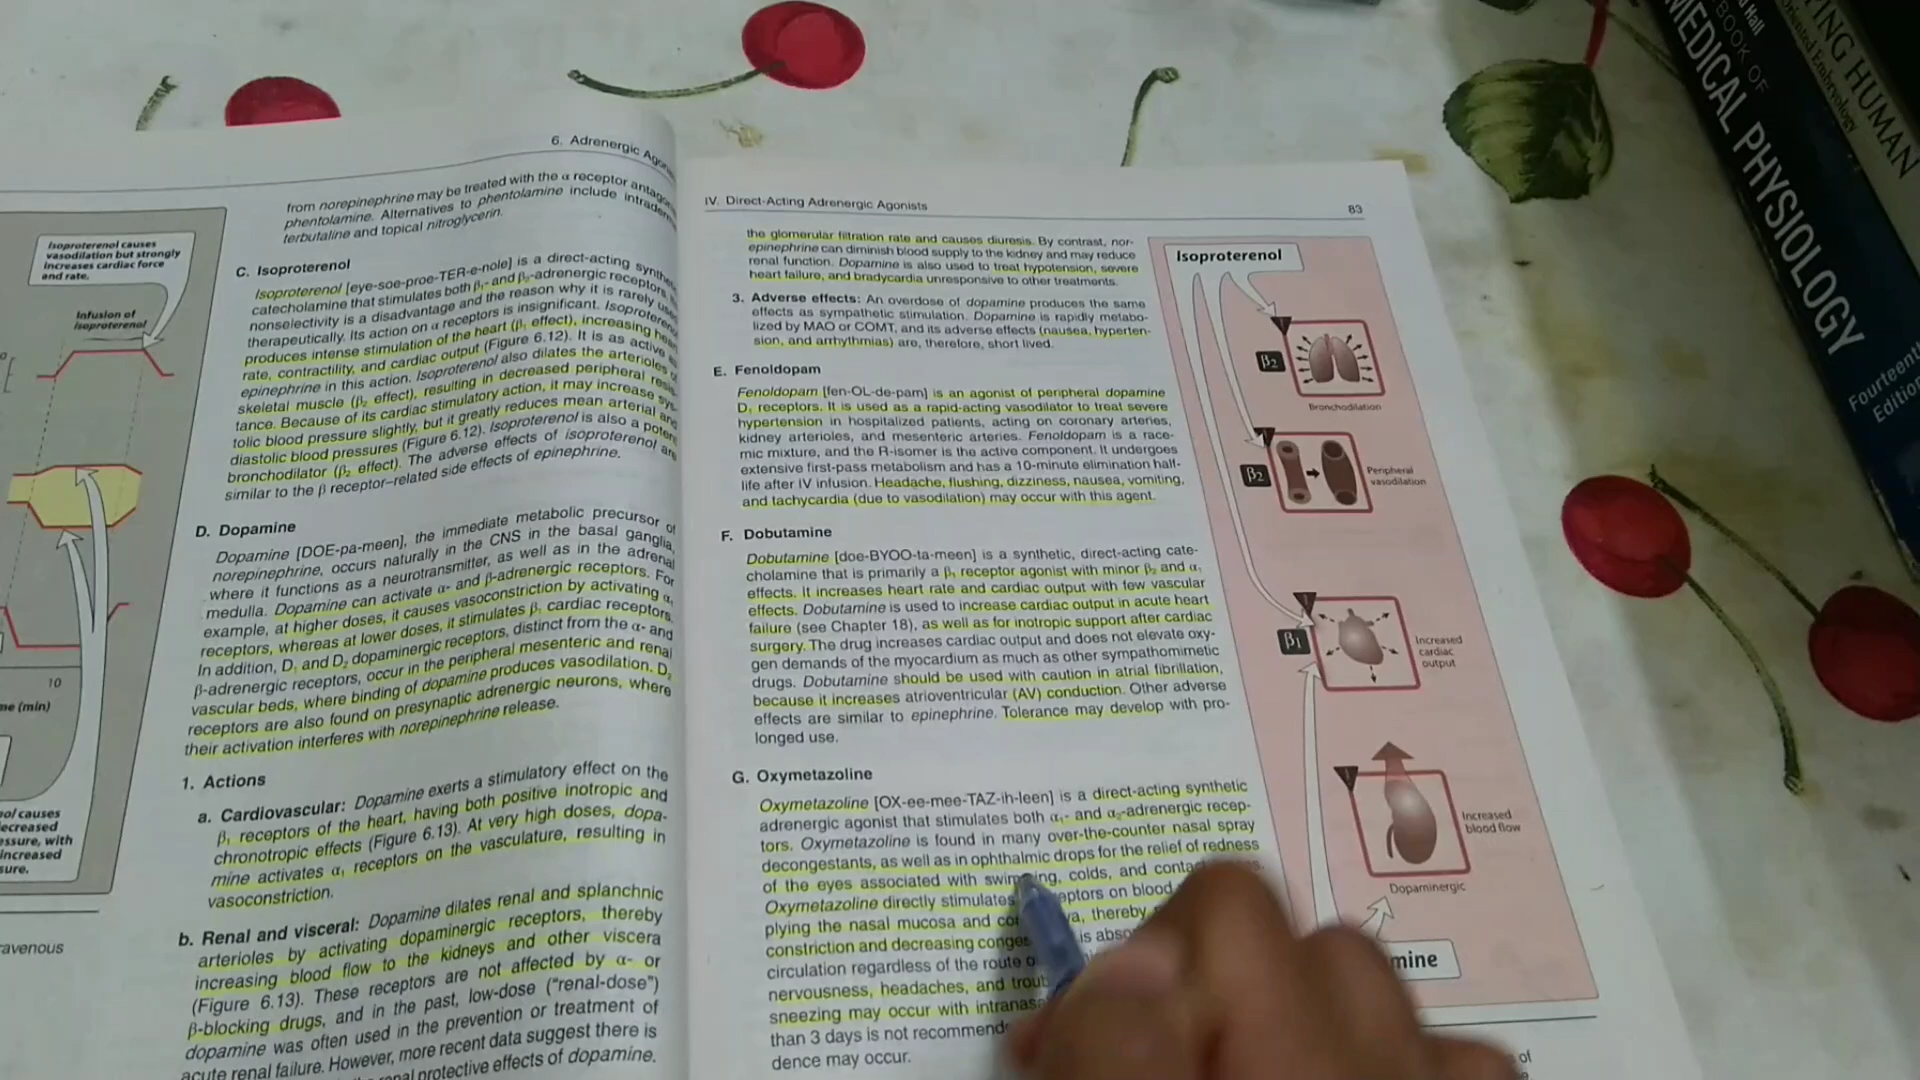 6. Adrenergic
from norepinephrine may be treated with the α receptor
phentolamine. Alternatives to phentolamine include
terbutaline and topical nitroglycerin.
Isoproterenol causes
vasodilation but strongly
increases cardiac force
and rate.
Infusion of
isoproterenol
10
(min)
C. Isoproterenol
Isoproterenol [eye-soe-proe-TER-e-nole] is a direct-acting
catecholamine that stimulates both β1- and β2-adrenergic receptors.
nonselectivity is a disadvantage and the reason why it is rarely
therapeutically. Its action on α receptors is insignificant.
produces intense stimulation of the heart (β1 effect), increasing
rate, contractility, and cardiac output (Figure 6.12). It is as active
epinephrine in this action. Isoproterenol also dilates the arterioles
skeletal muscle (β2 effect), resulting in decreased peripheral
tance. Because of its cardiac stimulatory action, it may increase
tolic blood pressure slightly, but it greatly reduces mean arterial
diastolic blood pressures (Figure 6.12). Isoproterenol is also a
bronchodilator (β2 effect). The adverse effects of isoproterenol are
similar to the β receptor–related side effects of epinephrine.
D. Dopamine
Dopamine [DOE-pa-meen], the immediate metabolic precursor of
norepinephrine, occurs naturally in the CNS in the basal ganglia,
where it functions as a neurotransmitter, as well as in the adrenal
medulla. Dopamine can activate α- and β-adrenergic receptors. For
example, at higher doses, it causes vasoconstriction by activating α1
receptors, whereas at lower doses, it stimulates β1 cardiac receptors.
In addition, D1 and D2 dopaminergic receptors, distinct from the α- and
β-adrenergic receptors, occur in the peripheral mesenteric and renal
vascular beds, where binding of dopamine produces vasodilation. D2
receptors are also found on presynaptic adrenergic neurons, where
their activation interferes with norepinephrine release.
1. Actions
a. Cardiovascular: Dopamine exerts a stimulatory effect on the
β1 receptors of the heart, having both positive inotropic and
chronotropic effects (Figure 6.13). At very high doses, dopa-
mine activates α1 receptors on the vasculature, resulting in
vasoconstriction.
b. Renal and visceral: Dopamine dilates renal and splanchnic
arterioles by activating dopaminergic receptors, thereby
increasing blood flow to the kidneys and other viscera
(Figure 6.13). These receptors are not affected by α- or
β-blocking drugs, and in the past, low-dose ("renal-dose")
dopamine was often used in the prevention or treatment of
acute renal failure. However, more recent data suggest there is
protective effects of dopamine.
IV. Direct-Acting Adrenergic Agonists
83
the glomerular filtration rate and causes diuresis. By contrast, nor-
epinephrine can diminish blood supply to the kidney and may reduce
renal function. Dopamine is also used to treat hypotension, severe
heart failure, and bradycardia unresponsive to other treatments.
3. Adverse effects: An overdose of dopamine produces the same
effects as sympathetic stimulation. Dopamine is rapidly metabo-
lized by MAO or COMT, and its adverse effects (nausea, hyperten-
sion, and arrhythmias) are, therefore, short lived.
E. Fenoldopam
Fenoldopam [fen-OL-de-pam] is an agonist of peripheral dopamine
D1 receptors. It is used as a rapid-acting vasodilator to treat severe
hypertension in hospitalized patients, acting on coronary arteries,
kidney arterioles, and mesenteric arteries. Fenoldopam is a race-
mic mixture, and the R-isomer is the active component. It undergoes
extensive first-pass metabolism and has a 10-minute elimination half-
life after IV infusion. Headache, flushing, dizziness, nausea, vomiting,
and tachycardia (due to vasodilation) may occur with this agent.
F. Dobutamine
Dobutamine [doe-BYOO-ta-meen] is a synthetic, direct-acting cate-
cholamine that is primarily a β1 receptor agonist with minor β2 and α1
effects. It increases heart rate and cardiac output with few vascular
effects. Dobutamine is used to increase cardiac output in acute heart
failure (see Chapter 18), as well as for inotropic support after cardiac
surgery. The drug increases cardiac output and does not elevate oxy-
gen demands of the myocardium as much as other sympathomimetic
drugs. Dobutamine should be used with caution in atrial fibrillation,
because it increases atrioventricular (AV) conduction. Other adverse
effects are similar to epinephrine. Tolerance may develop with pro-
longed use.
G. Oxymetazoline
Oxymetazoline [OX-ee-mee-TAZ-ih-leen] is a direct-acting synthetic
adrenergic agonist that stimulates both α1- and α2-adrenergic recep-
tors. Oxymetazoline is found in many over-the-counter nasal spray
decongestants, as well as in ophthalmic drops for the relief of redness
of the eyes associated with swimming, colds, and
Oxymetazoline directly stimulates on blood
plying the nasal mucosa and thereby
constriction and decreasing is
circulation regardless of the route
nervousness, headaches, and
sneezing may occur with
than 3 days is not
dence may occur.
Isoproterenol
β2
Bronchodilation
β2
Peripheral
vasodilation
β1
Increased
cardiac
output
Increased
blood flow
Dopaminergic
MEDICAL PHYSIOLOGY
Fourteenth
Edition
HUMAN
Embryology
Hall